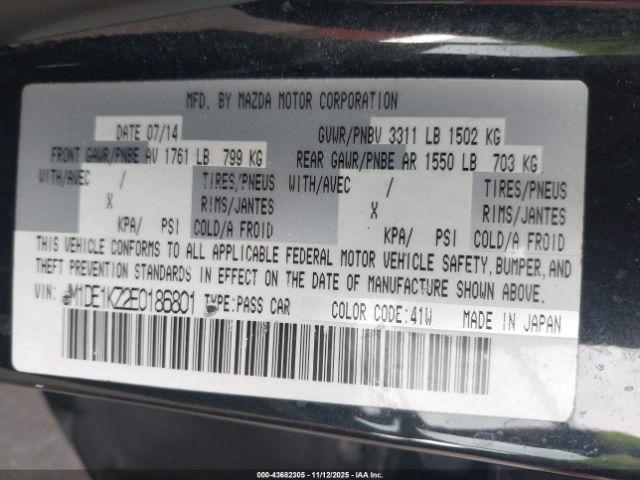 MFD. BY MAZDA MOTOR CORPORATION
DATE 07/14 GVWR/PNBV 3311 LB 1502 KG
FRONT GAWR/PNBE AV 1761 LB 799 KG REAR GAWR/PNBE AR 1550 LB 703 KG
WITH/AVEC / TIRES/PNEUS WITH/AVEC / TIRES/PNEUS
X RIMS/JANTES X RIMS/JANTES
KPA/ PSI COLD/A FROID KPA/ PSI COLD/A FROID
THIS VEHICLE CONFORMS TO ALL APPLICABLE FEDERAL MOTOR VEHICLE SAFETY, BUMPER, AND
THEFT PREVENTION STANDARDS IN EFFECT ON THE DATE OF MANUFACTURE SHOWN ABOVE.
VIN: JM1DE1KZ2E0186801 TYPE: PASS CAR COLOR CODE: 41W MADE IN JAPAN
000-43682305 - 11/12/2025 - IAAI.COM